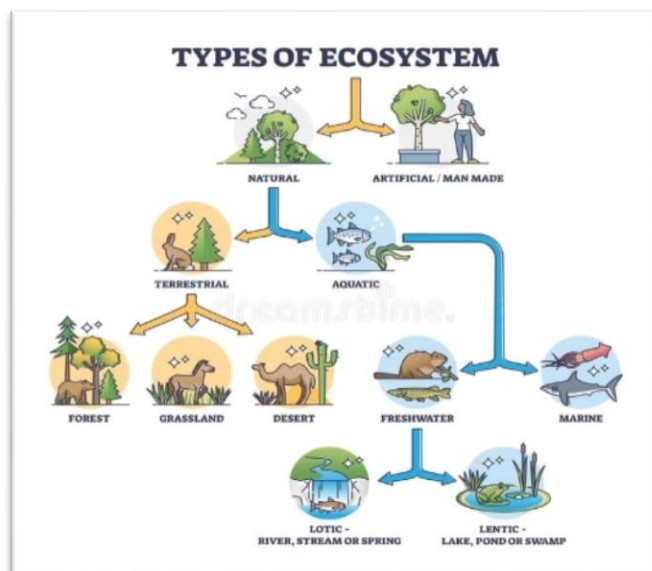 TYPES OF ECOSYSTEM
NATURAL
ARTIFICIAL / MAN MADE
TERRESTRIAL
AQUATIC
dreamstime.
FOREST
GRASSLAND
DESERT
FRESHWATER
MARINE
LOTIC -
RIVER, STREAM OR SPRING
LENTIC -
LAKE, POND OR SWAMP